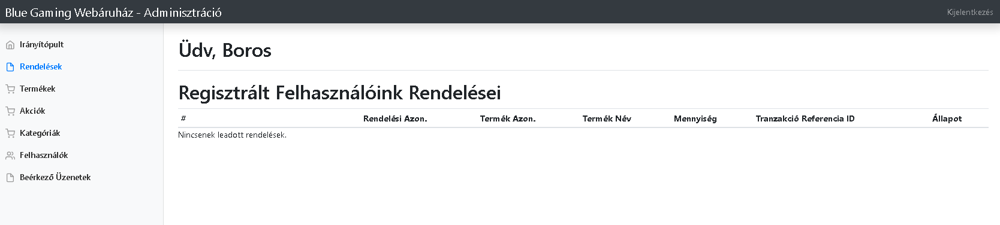 Blue Gaming Webáruház - Adminisztráció
Kijelentkezés
Irányítópult
Rendelések
Termékek
Akciók
Kategóriák
Felhasználók
Beérkező Üzenetek
Üdv, Boros
Regisztrált Felhasználóink Rendelései
# Rendelési Azon. Termék Azon. Termék Név Mennyiség Tranzakció Referencia ID Állapot
Nincsenek leadott rendelések.